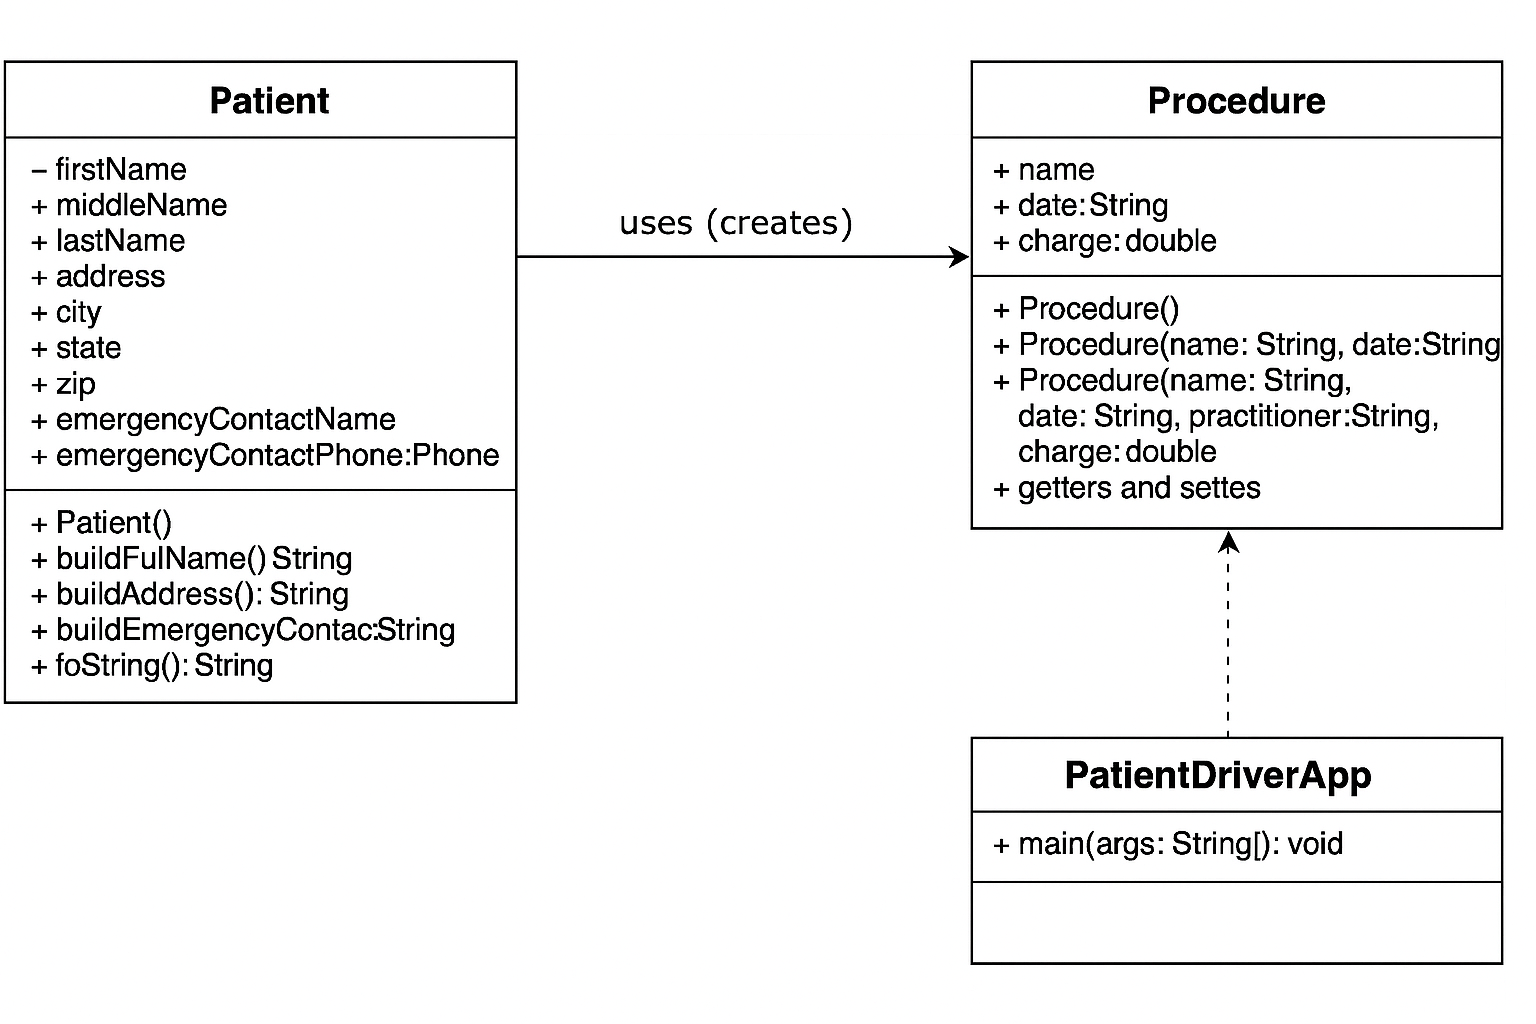 Patient
– firstName
+ middleName
+ lastName
+ address
+ city
+ state
+ zip
+ emergencyContactName
+ emergencyContactPhone:Phone
+ Patient()
+ buildFulName() String
+ buildAddress(): String
+ buildEmergencyContac:String
+ foString(): String
uses (creates)
Procedure
+ name
+ date: String
+ charge: double
+ Procedure()
+ Procedure(name: String, date:String
+ Procedure(name: String,
date: String, practitioner:String,
charge: double
+ getters and settes
PatientDriverApp
+ main(args: String[): void